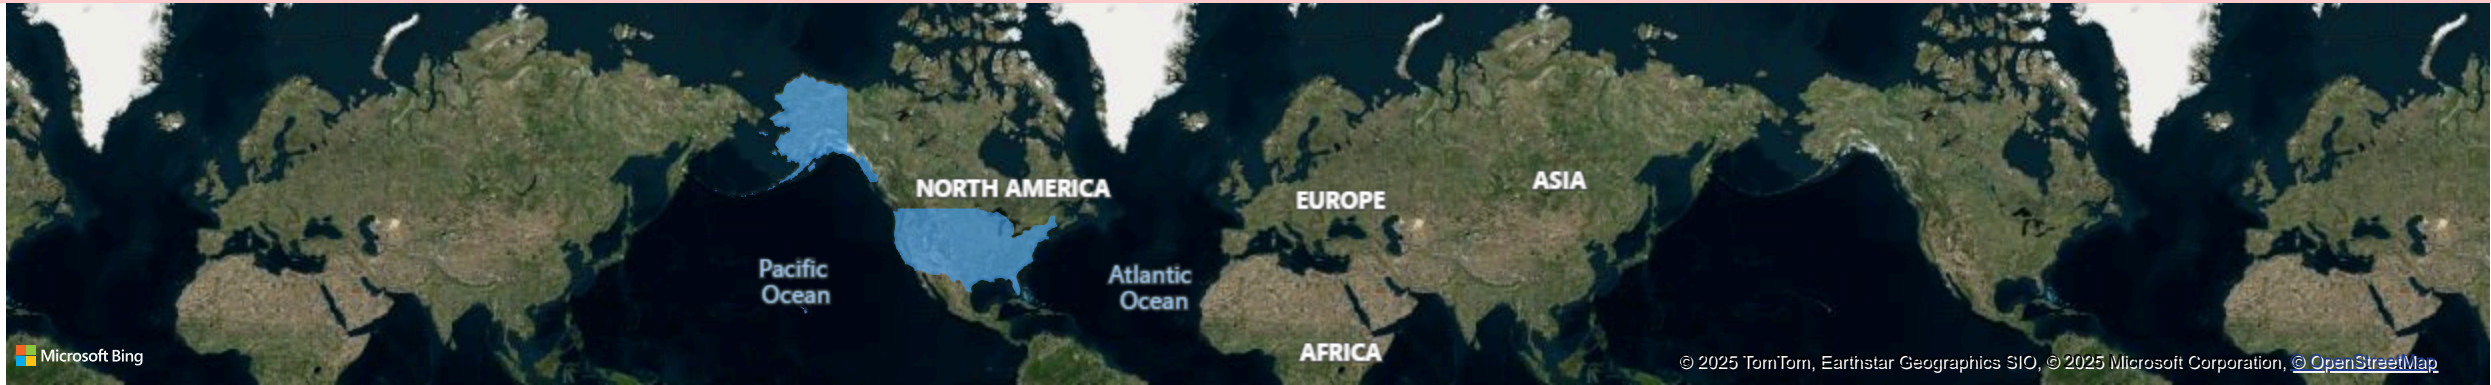 NORTH AMERICA
EUROPE
ASIA
Pacific
Ocean
Atlantic
Ocean
AFRICA
Microsoft Bing
© 2025 TomTom, Earthstar Geographics SIO, © 2025 Microsoft Corporation, © OpenStreetMap